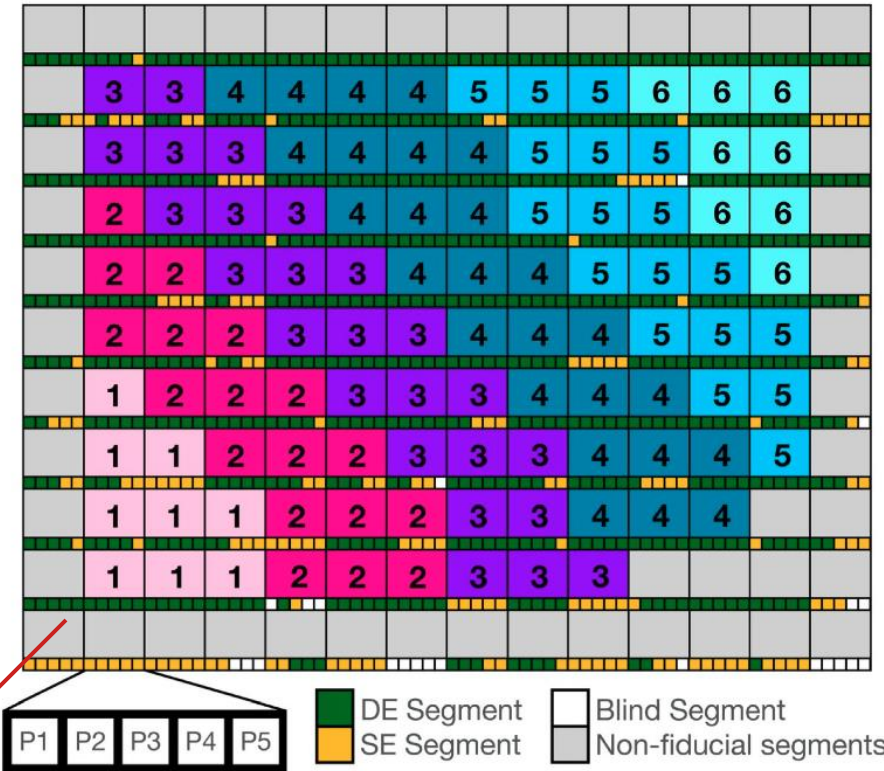 3 3 4 4 4 4 5 5 5 6 6 6
3 3 3 4 4 4 4 5 5 5 6 6
2 3 3 3 4 4 4 5 5 5 6 6
2 2 3 3 3 4 4 4 5 5 5 6
2 2 2 3 3 3 4 4 4 5 5 5
1 2 2 2 3 3 3 4 4 4 5 5
1 1 2 2 2 3 3 3 4 4 4 5
1 1 1 2 2 2 3 3 4 4 4
1 1 1 2 2 2 3 3 3
P1 P2 P3 P4 P5
DE Segment
SE Segment
Blind Segment
Non-fiducial segments